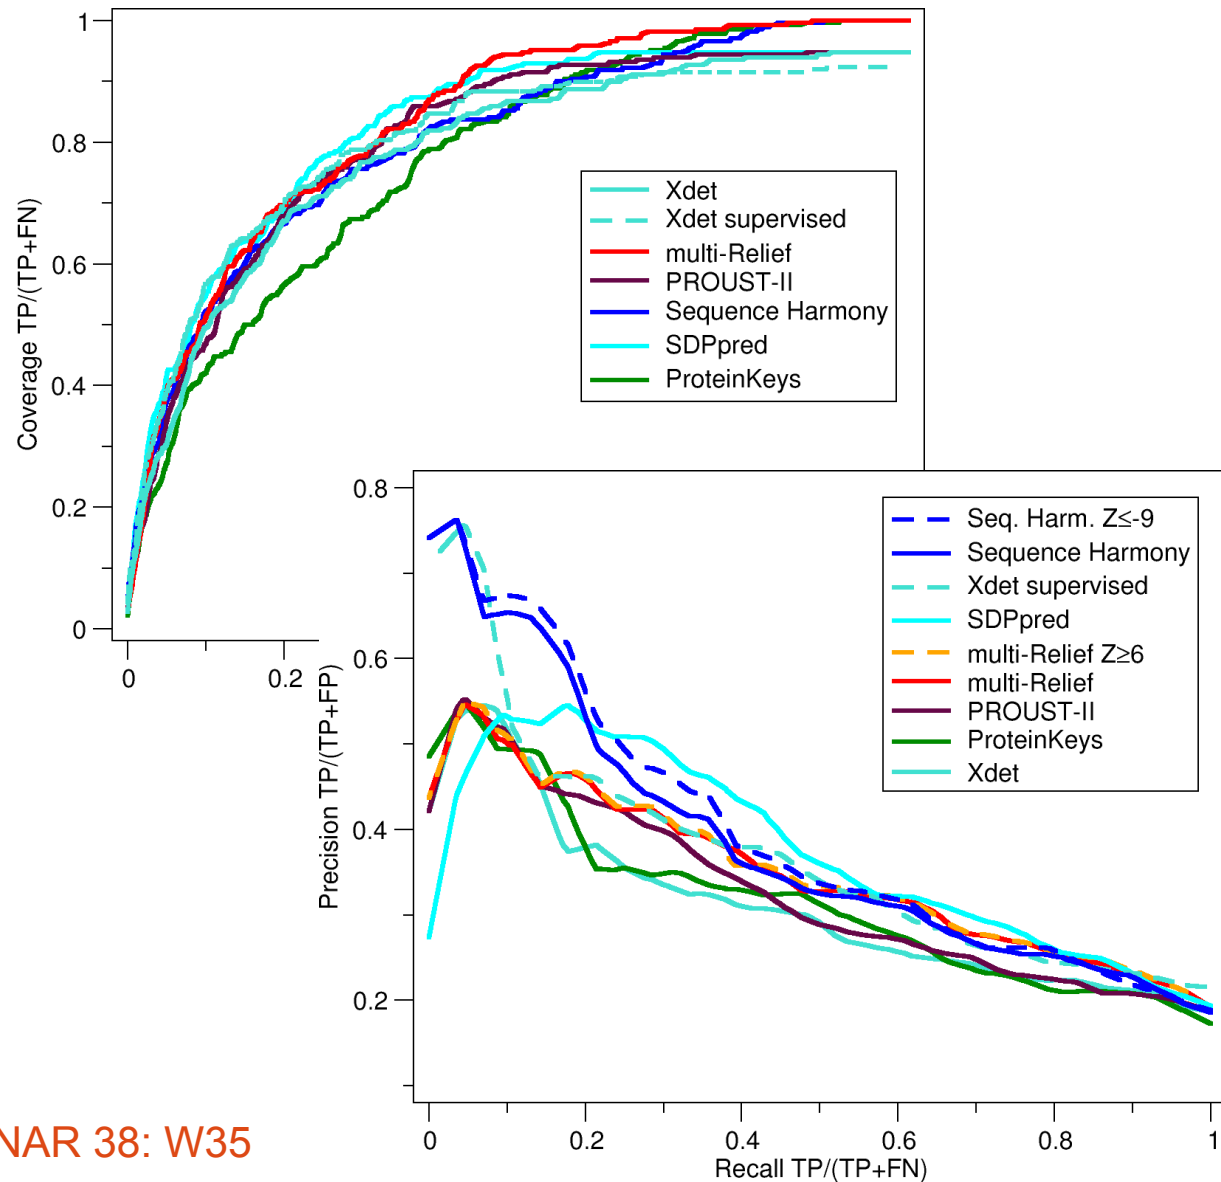 1
0.8
0.6
0.4
0.2
0
Coverage TP/(TP+FN)
0
0.2
Xdet
Xdet supervised
multi-Relief
PROUST-II
Sequence Harmony
SDPpred
ProteinKeys
0.8
0.6
0.4
0.2
Precision TP/(TP+FP)
Seq. Harm. Z≤-9
Sequence Harmony
Xdet supervised
SDPpred
multi-Relief Z≥6
multi-Relief
PROUST-II
ProteinKeys
Xdet
0
0.2
0.4
0.6
0.8
1
Recall TP/(TP+FN)
NAR 38: W35